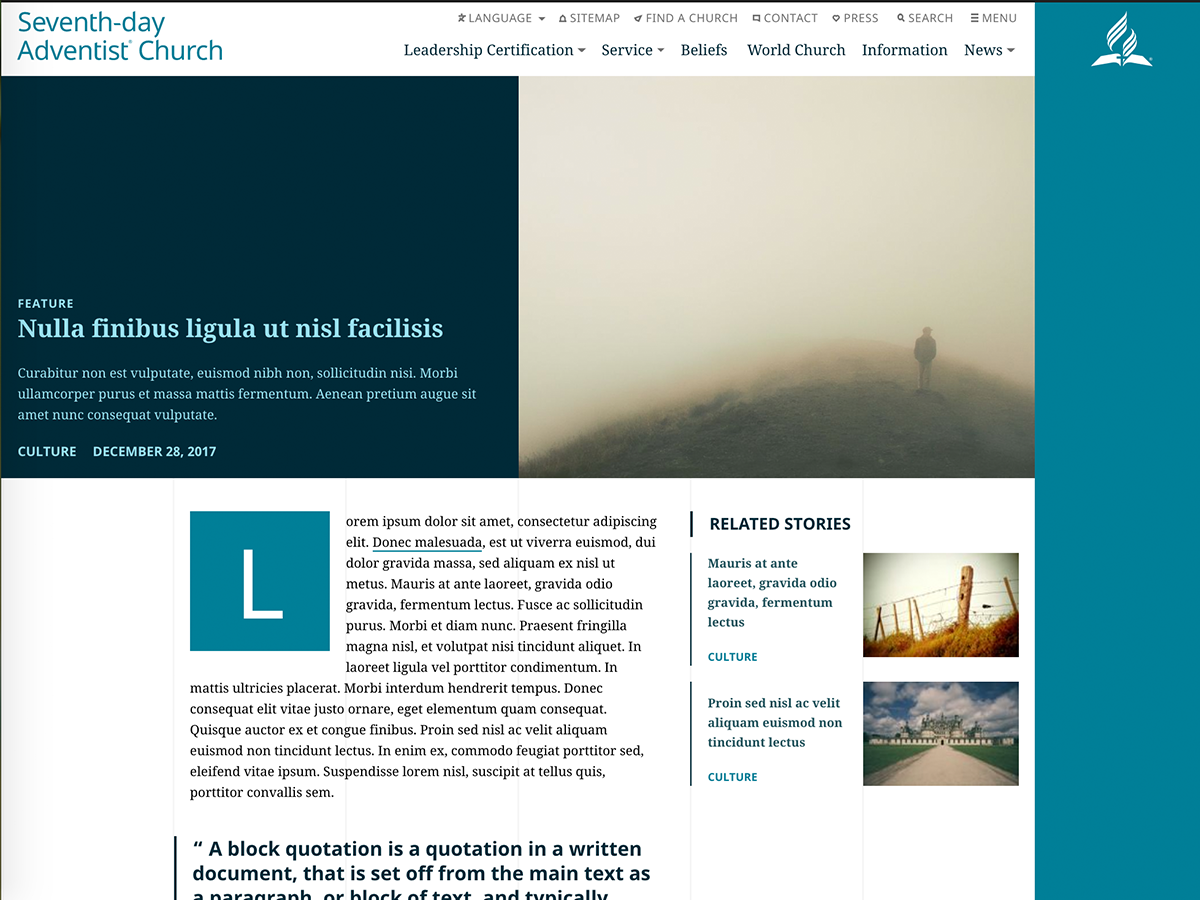 Seventh-day
Adventist® Church
LANGUAGE SITEMAP FIND A CHURCH CONTACT PRESS SEARCH MENU
Leadership Certification Service Beliefs World Church Information News
FEATURE
Nulla finibus ligula ut nisl facilisis
Curabitur non est vulputate, euismod nibh non, sollicitudin nisi. Morbi
ullamcorper purus et massa mattis fermentum. Aenean pretium augue sit
amet nunc consequat vulputate.
CULTURE DECEMBER 28, 2017
L
orem ipsum dolor sit amet, consectetur adipiscing
elit. Donec malesuada, est ut viverra euismod, dui
dolor gravida massa, sed aliquam ex nisl ut
metus. Mauris at ante laoreet, gravida odio
gravida, fermentum lectus. Fusce ac sollicitudin
purus. Morbi et diam nunc. Praesent fringilla
magna nisl, et volutpat nisi tincidunt aliquet. In
laoreet ligula vel porttitor condimentum. In
mattis ultricies placerat. Morbi interdum hendrerit tempus. Donec
consequat elit vitae justo ornare, eget elementum quam consequat.
Quisque auctor ex et congue finibus. Proin sed nisl ac velit aliquam
euismod non tincidunt lectus. In enim ex, commodo feugiat porttitor sed,
eleifend vitae ipsum. Suspendisse lorem nisl, suscipit at tellus quis,
porttitor convallis sem.
“ A block quotation is a quotation in a written
document, that is set off from the main text as
a paragraph, or block of text, and typically
RELATED STORIES
Mauris at ante
laoreet, gravida odio
gravida, fermentum
lectus
CULTURE
Proin sed nisl ac velit
aliquam euismod non
tincidunt lectus
CULTURE